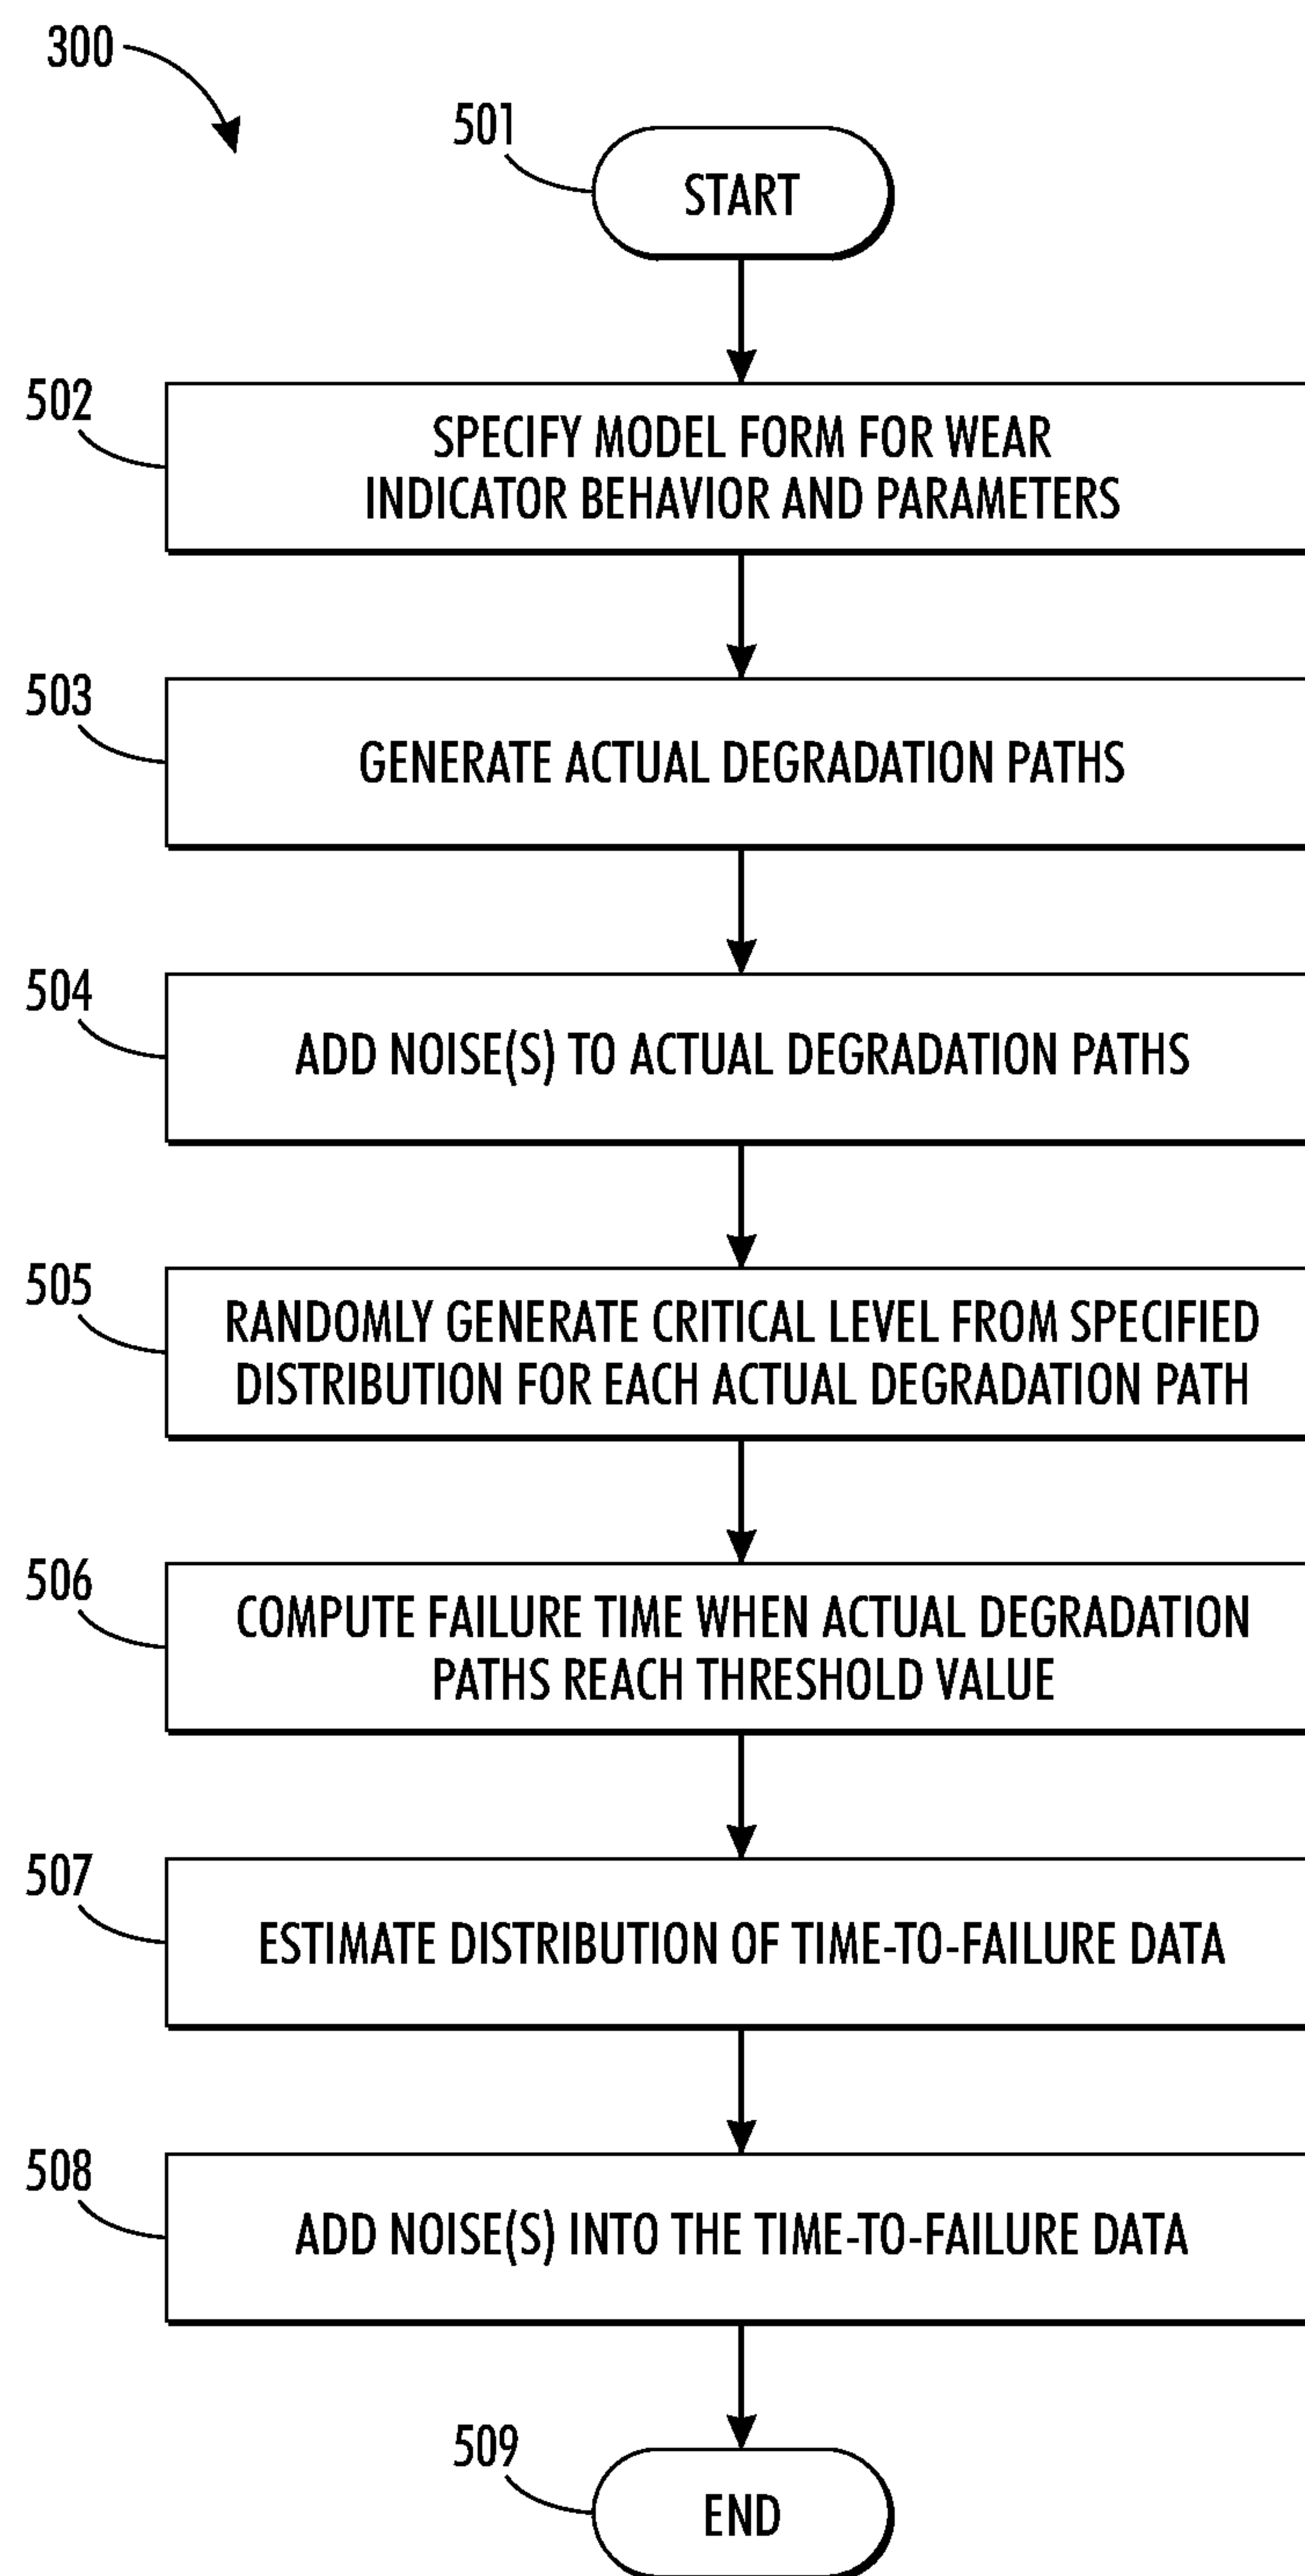 300
501
START
502
SPECIFY MODEL FORM FOR WEAR
INDICATOR BEHAVIOR AND PARAMETERS
503
GENERATE ACTUAL DEGRADATION PATHS
504
ADD NOISE(S) TO ACTUAL DEGRADATION PATHS
505
RANDOMLY GENERATE CRITICAL LEVEL FROM SPECIFIED
DISTRIBUTION FOR EACH ACTUAL DEGRADATION PATH
506
COMPUTE FAILURE TIME WHEN ACTUAL DEGRADATION
PATHS REACH THRESHOLD VALUE
507
ESTIMATE DISTRIBUTION OF TIME-TO-FAILURE DATA
508
ADD NOISE(S) INTO THE TIME-TO-FAILURE DATA
509
END